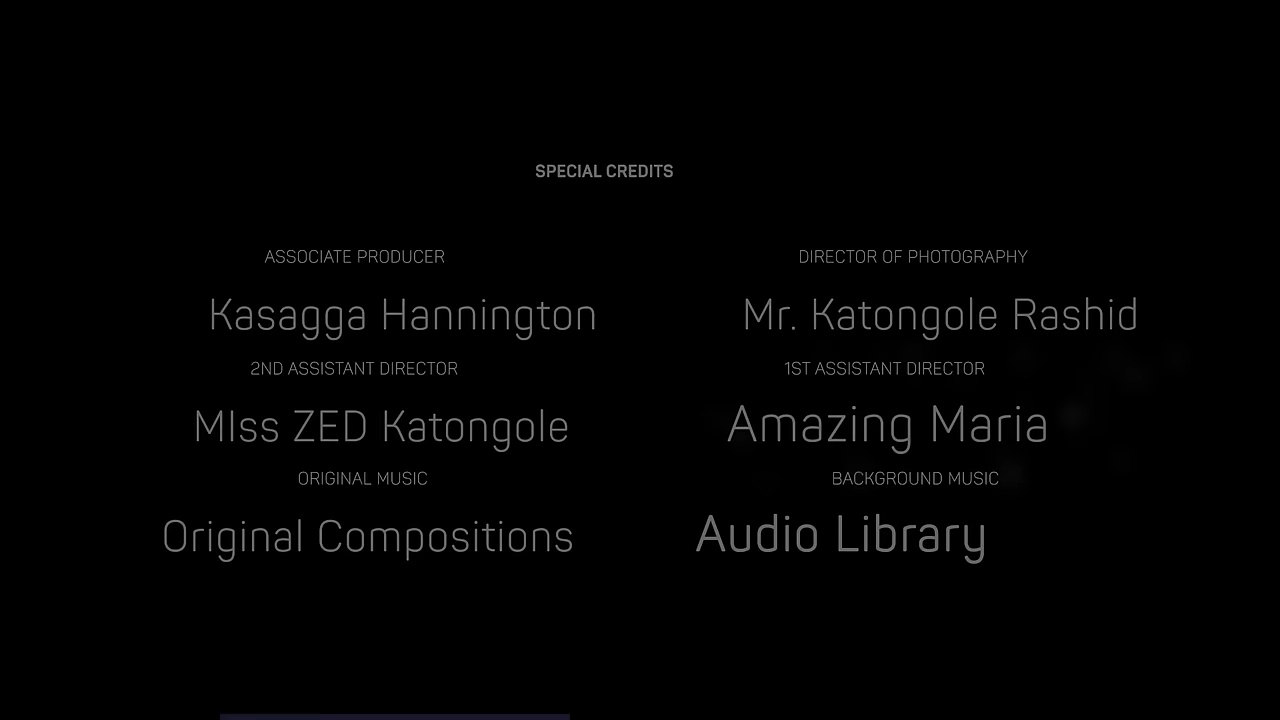 SPECIAL CREDITS
ASSOCIATE PRODUCER
Kasagga Hannington
2ND ASSISTANT DIRECTOR
MIss ZED Katongole
ORIGINAL MUSIC
Original Compositions
DIRECTOR OF PHOTOGRAPHY
Mr. Katongole Rashid
1ST ASSISTANT DIRECTOR
Amazing Maria
BACKGROUND MUSIC
Audio Library